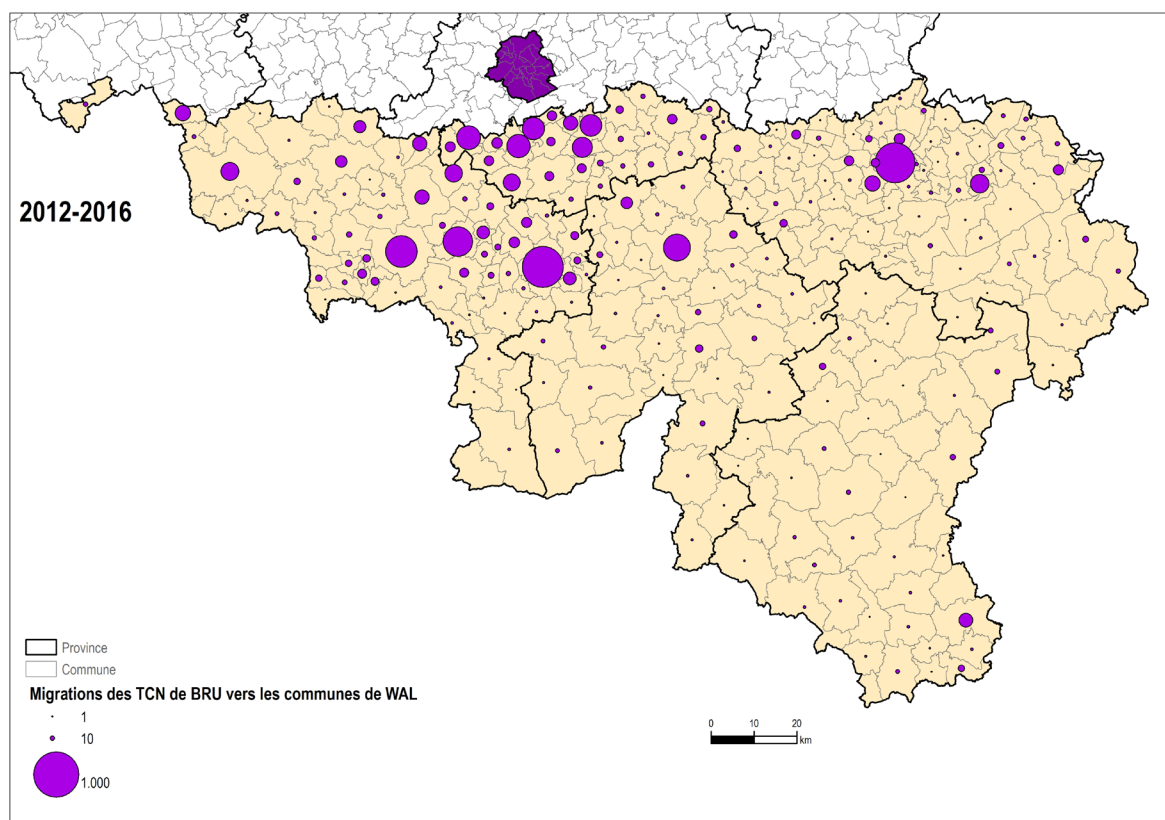 2012-2016
Province
Commune
Migrations des TCN de BRU vers les communes de WAL
1
10
1.000
0 10 20
km